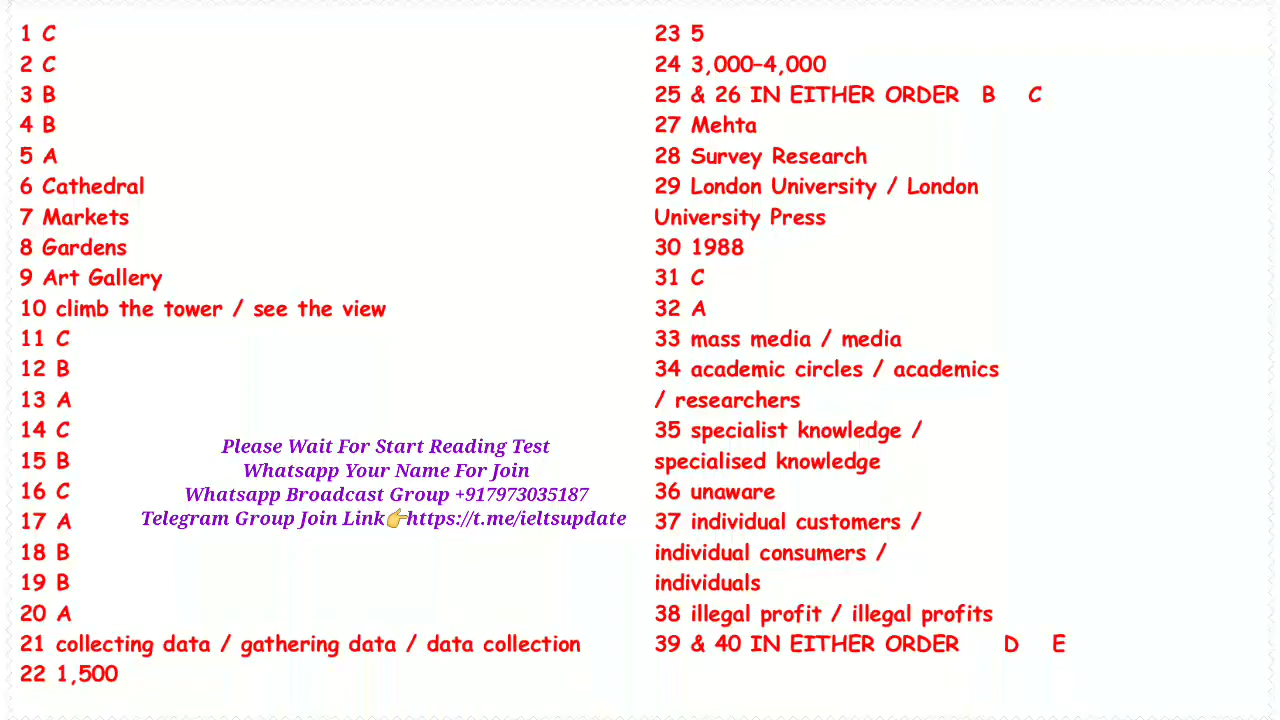 1 C
2 C
3 B
4 B
5 A
6 Cathedral
7 Markets
8 Gardens
9 Art Gallery
10 climb the tower / see the view
11 C
12 B
13 A
14 C
15 B
16 C
17 A
18 B
19 B
20 A
21 collecting data / gathering data / data collection
22 1,500
Please Wait For Start Reading Test
Whatsapp Your Name For Join
Whatsapp Broadcast Group +917973035187
Telegram Group Join Link👉https://t.me/ieltsupdate
23 5
24 3,000–4,000
25 & 26 IN EITHER ORDER B C
27 Mehta
28 Survey Research
29 London University / London
University Press
30 1988
31 C
32 A
33 mass media / media
34 academic circles / academics
/ researchers
35 specialist knowledge /
specialised knowledge
36 unaware
37 individual customers /
individual consumers /
individuals
38 illegal profit / illegal profits
39 & 40 IN EITHER ORDER D E